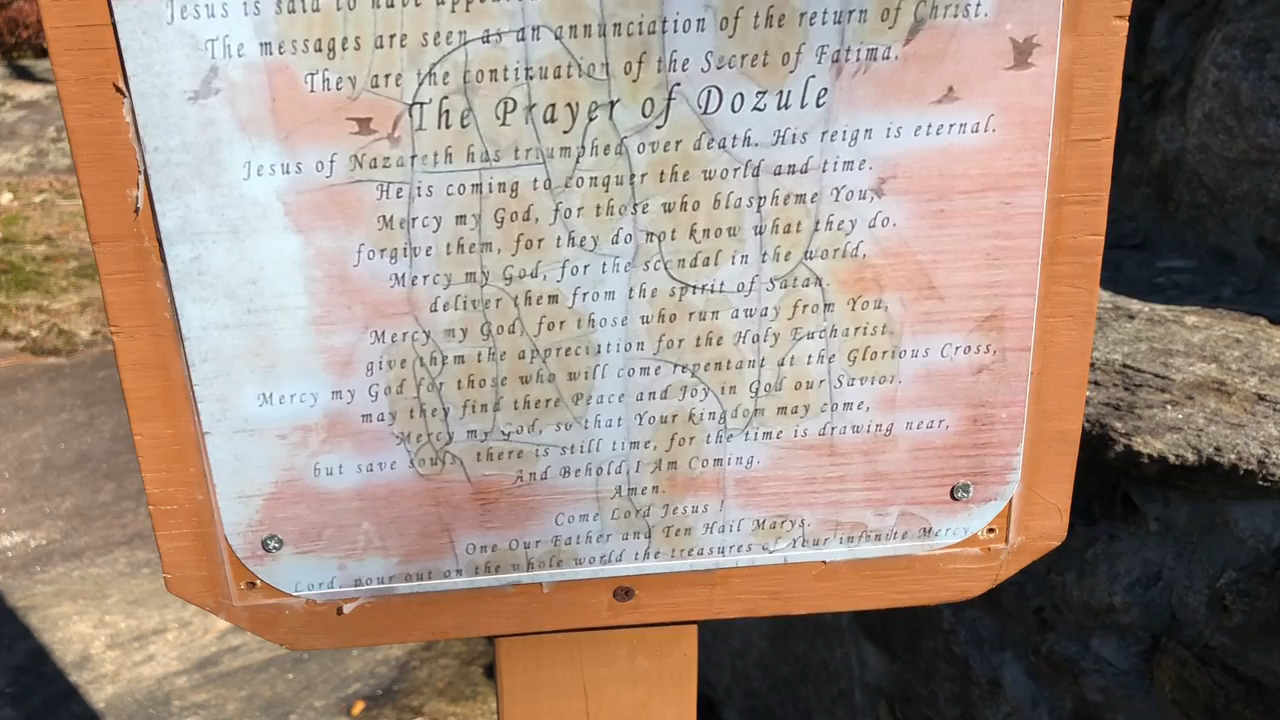 Jesus is said to have appeared
The messages are seen as an annunciation of the return of Christ.
They are the continuation of the Secret of Fatima.
The Prayer of Dozule
Jesus of Nazareth has triumphed over death. His reign is eternal.
He is coming to conquer the world and time.
Mercy my God, for those who blaspheme You,
forgive them, for they do not know what they do.
Mercy my God, for the scandal in the world,
deliver them from the spirit of Satan.
Mercy my God, for those who run away from You,
give them the appreciation for the Holy Eucharist.
Mercy my God for those who will come repentant at the Glorious Cross,
may they find there Peace and Joy in God our Savior.
Mercy my God, so that Your kingdom may come,
but save souls, there is still time, for the time is drawing near,
And Behold, I Am Coming.
Amen.
Come Lord Jesus !
One Our Father and Ten Hail Marys.
Lord, pour out on the whole world the treasures of Your infinite Mercy